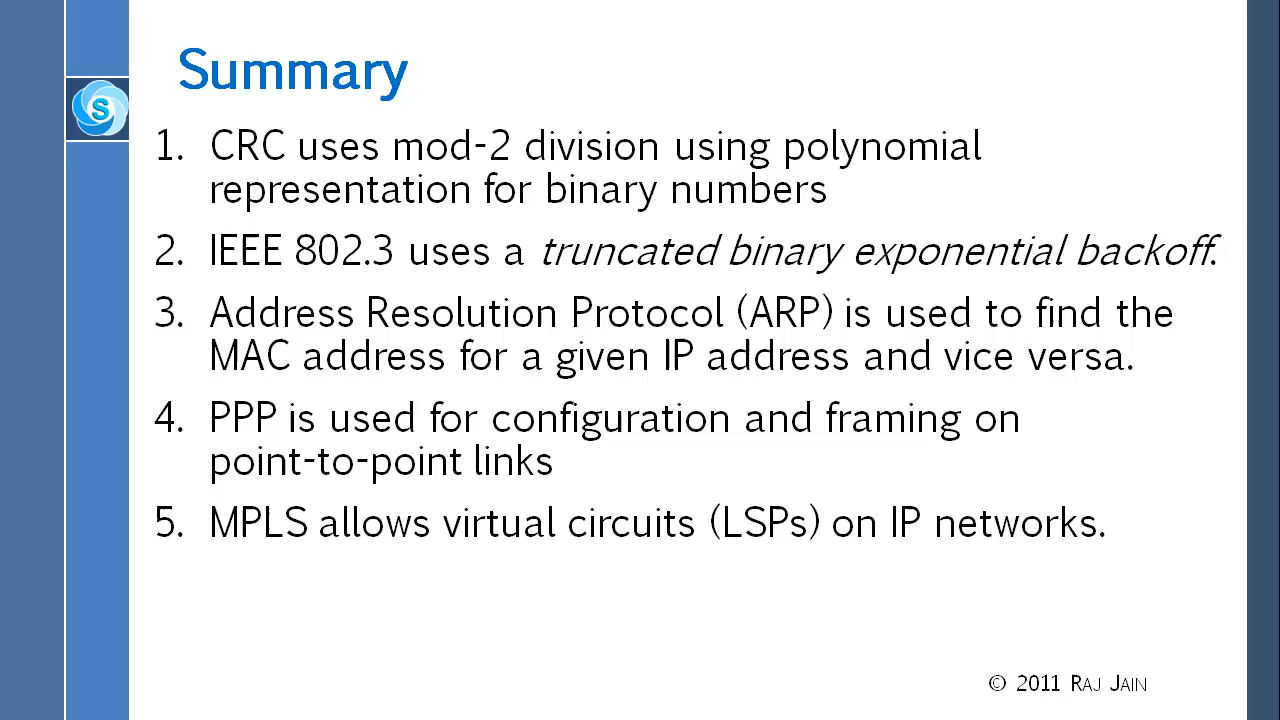 Summary
S
1. CRC uses mod-2 division using polynomial
representation for binary numbers
2. IEEE 802.3 uses a truncated binary exponential backoff.
3. Address Resolution Protocol (ARP) is used to find the
MAC address for a given IP address and vice versa.
4. PPP is used for configuration and framing on
point-to-point links
5. MPLS allows virtual circuits (LSPs) on IP networks.
© 2011 RAJ JAIN